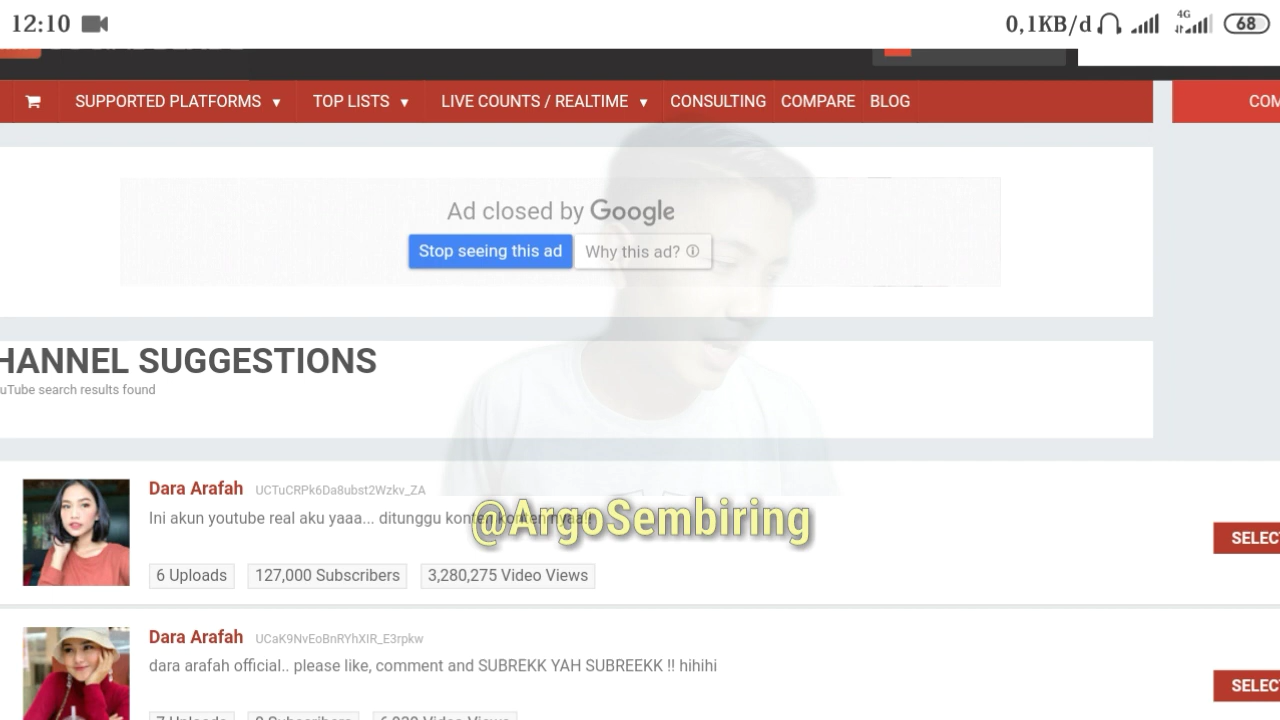 12:10
0,1KB/d
4G
68
SUPPORTED PLATFORMS ▼ TOP LISTS ▼ LIVE COUNTS / REALTIME ▼ CONSULTING COMPARE BLOG
COM
Ad closed by Google
Stop seeing this ad
Why this ad?
HANNEL SUGGESTIONS
uTube search results found
Dara Arafah UCTuCRPk6Da8ubst2Wzkv_ZA
Ini akun youtube real aku yaaa... ditunggu konten konten nyaa!!
@ArgoSembiring
SELEC
6 Uploads 127,000 Subscribers 3,280,275 Video Views
Dara Arafah UCaK9NvEoBnRYhXIR_E3rpkw
dara arafah official.. please like, comment and SUBREKK YAH SUBREEKK !! hihihi
SELEC